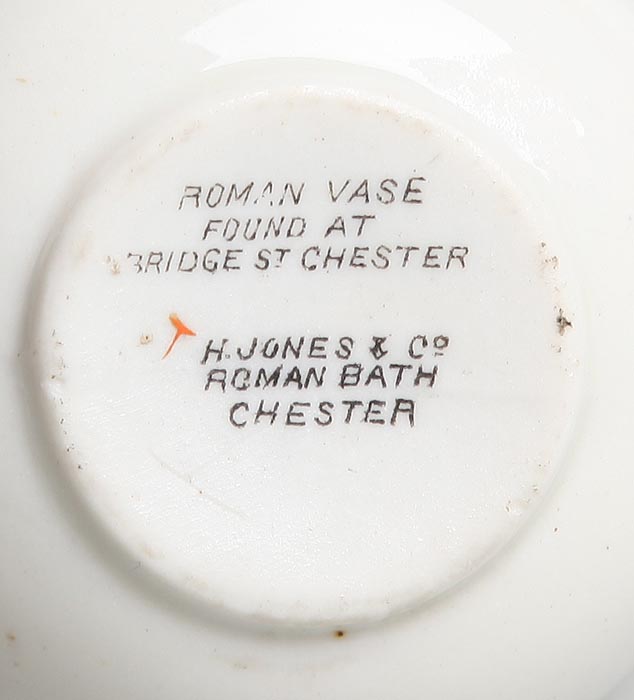 ROMAN VASE
FOUND AT
BRIDGE ST CHESTER
H. JONES & Co
ROMAN BATH
CHESTER